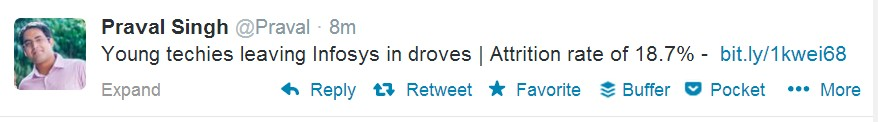 Praval Singh @Praval · 8m
Young techies leaving Infosys in droves | Attrition rate of 18.7% - bit.ly/1kwei68
Expand Reply Retweet Favorite Buffer Pocket More